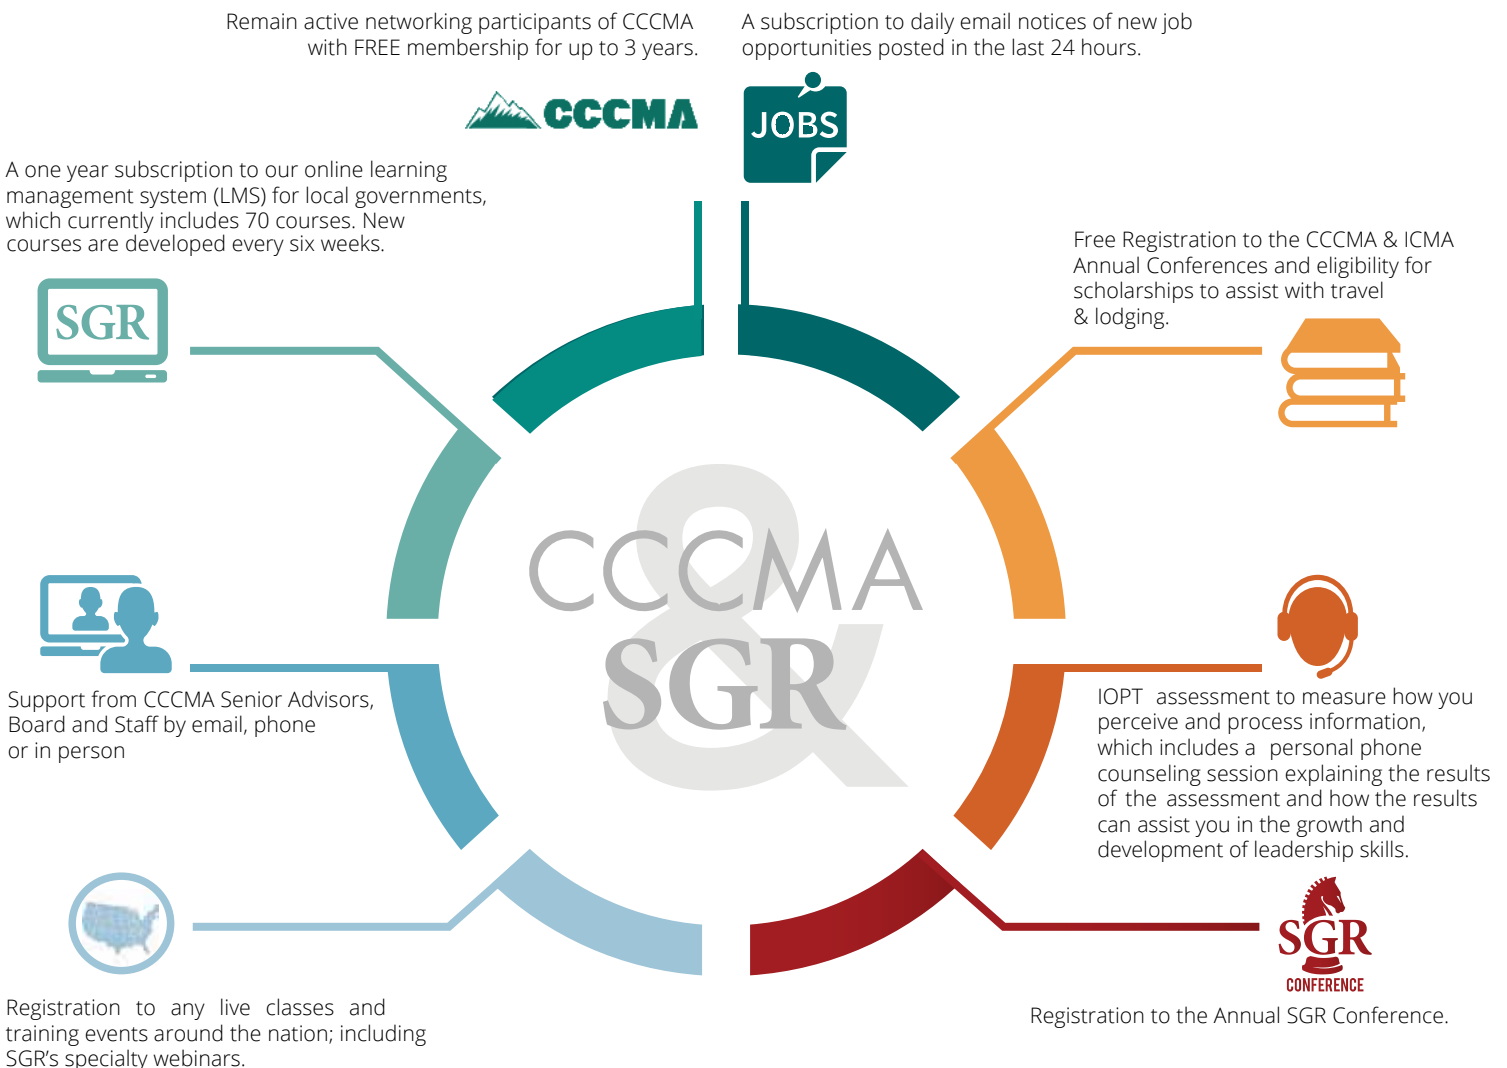 Remain active networking participants of CCCMA
with FREE membership for up to 3 years.
CCCMA
A subscription to daily email notices of new job
opportunities posted in the last 24 hours.
JOBS
A one year subscription to our online learning
management system (LMS) for local governments,
which currently includes 70 courses. New
courses are developed every six weeks.
SGR
Free Registration to the CCCMA & ICMA
Annual Conferences and eligibility for
scholarships to assist with travel
& lodging.
CCCMA
&
SGR
Support from CCCMA Senior Advisors,
Board and Staff by email, phone
or in person
IOPT assessment to measure how you
perceive and process information,
which includes a personal phone
counseling session explaining the results
of the assessment and how the results
can assist you in the growth and
development of leadership skills.
SGR
CONFERENCE
Registration to the Annual SGR Conference.
Registration to any live classes and
training events around the nation; including
SGR's specialty webinars.